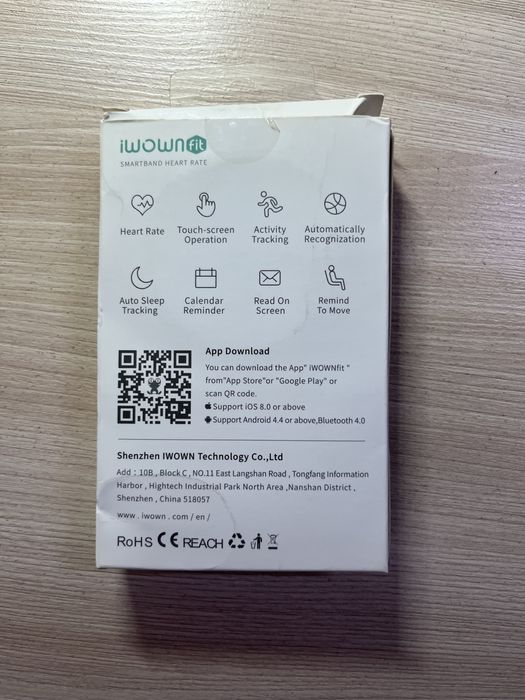 iWOWNfit
SMARTBAND HEART RATE
Heart Rate
Touch-screen
Operation
Activity
Tracking
Automatically
Recognization
Auto Sleep
Tracking
Calendar
Reminder
Read On
Screen
Remind
To Move
App Download
You can download the App" iWOWNfit "
from"App Store"or "Google Play" or
scan QR code.
Support iOS 8.0 or above
Support Android 4.4 or above,Bluetooth 4.0
Shenzhen IWOWN Technology Co.,Ltd
Add : 10B , Block C , NO.11 East Langshan Road , Tongfang Information
Harbor , Hightech Industrial Park North Area ,Nanshan District ,
Shenzhen , China 518057
www . iwown . com / en /
RoHS CE REACH